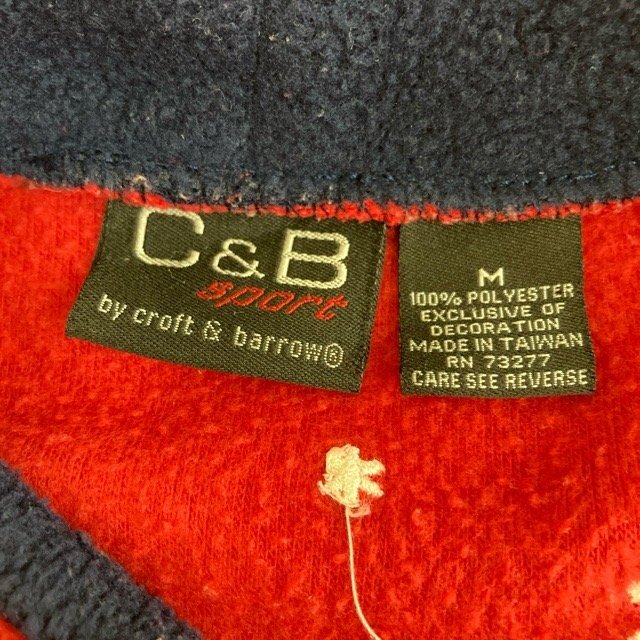 C & B
sport
by croft & barrow®
M
100% POLYESTER
EXCLUSIVE OF
DECORATION
MADE IN TAIWAN
RN 73277
CARE SEE REVERSE